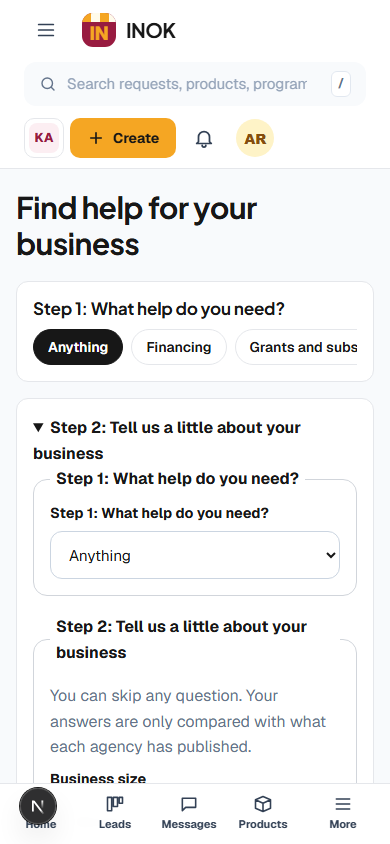 IN INOK
Search requests, products, program
/
KA
+ Create
AR
Find help for your
business
Step 1: What help do you need?
Anything
Financing
Grants and subs
▼ Step 2: Tell us a little about your
business
Step 1: What help do you need?
Step 1: What help do you need?
Anything
Step 2: Tell us a little about your
business
You can skip any question. Your
answers are only compared with what
each agency has published.
Business size
N
Home
Leads
Messages
Products
More